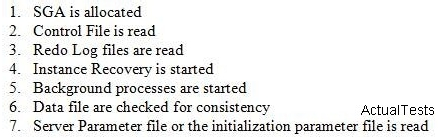 1. SGA is allocated
2. Control File is read
3. Redo Log files are read
4. Instance Recovery is started
5. Background processes are started
6. Data file are checked for consistency
ActualTests
7. Server Parameter file or the initialization parameter file is read